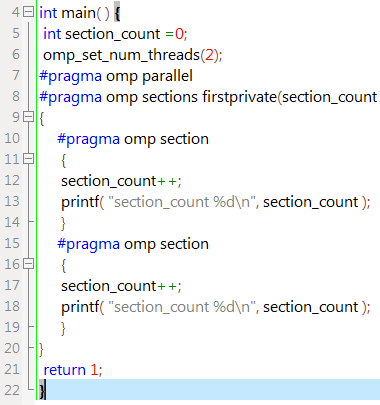 4 int main() {
5 int section_count =0;
6 omp_set_num_threads(2);
7 #pragma omp parallel
8 #pragma omp sections firstprivate(section_count
9 {
10 #pragma omp section
11 {
12 section_count++;
13 printf( "section_count %d\n", section_count );
14 }
15 #pragma omp section
16 {
17 section_count++;
18 printf( "section_count %d\n", section_count );
19 }
20 }
21 return 1;
22 }